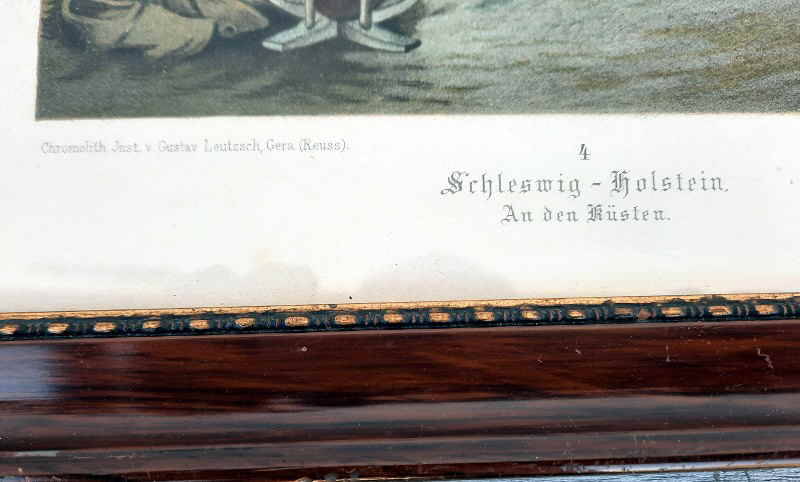 Chromolith. Inst. v. Gustav Leutzsch, Gera (Reuss).
4
Schleswig - Holstein.
An den Küsten.